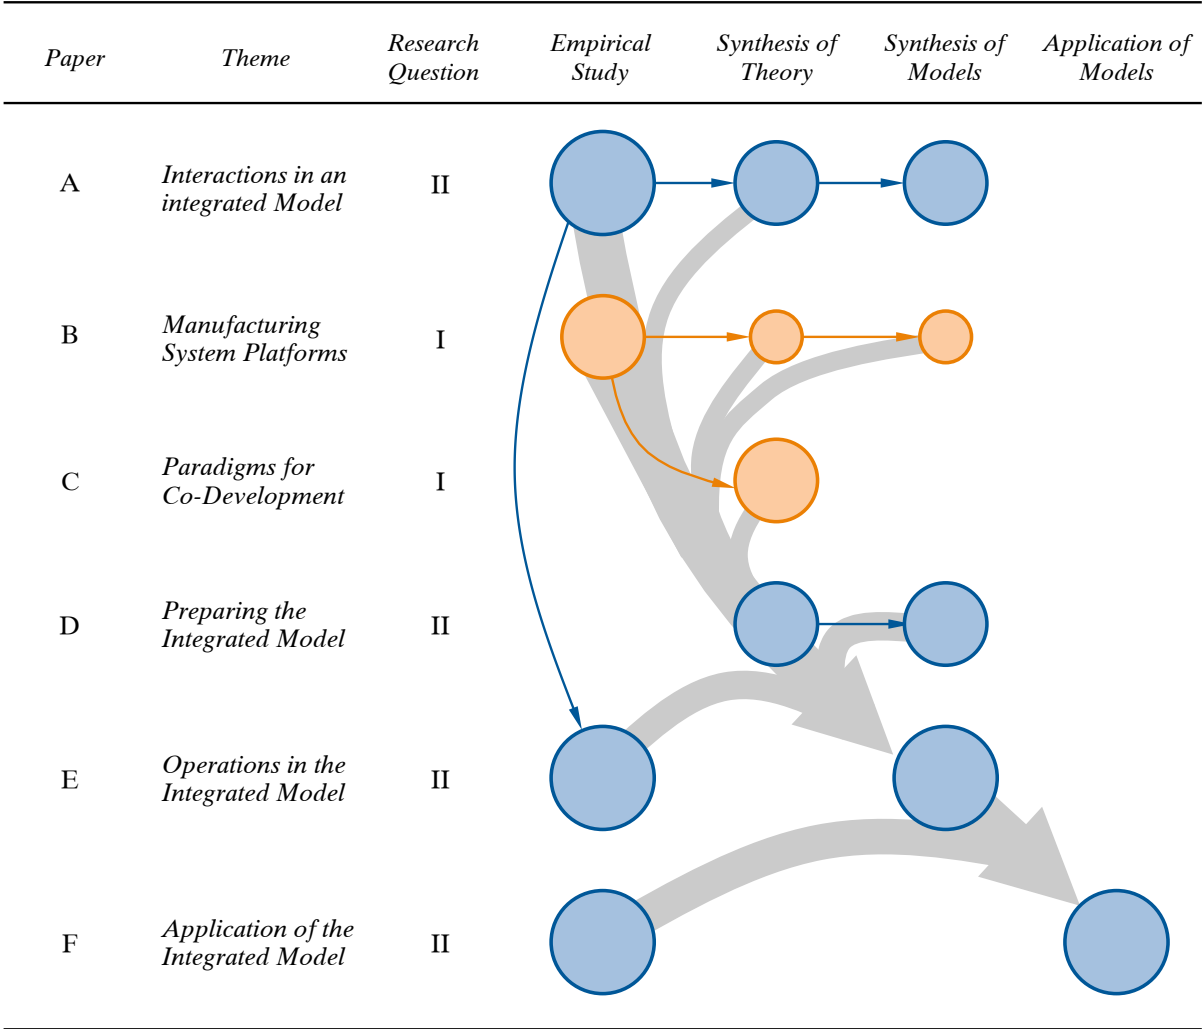 Paper
Theme
Research
Question
Empirical
Study
Synthesis of
Theory
Synthesis of
Models
Application of
Models
A
Interactions in an
integrated Model
II
B
Manufacturing
System Platforms
I
C
Paradigms for
Co-Development
I
D
Preparing the
Integrated Model
II
E
Operations in the
Integrated Model
II
F
Application of the
Integrated Model
II